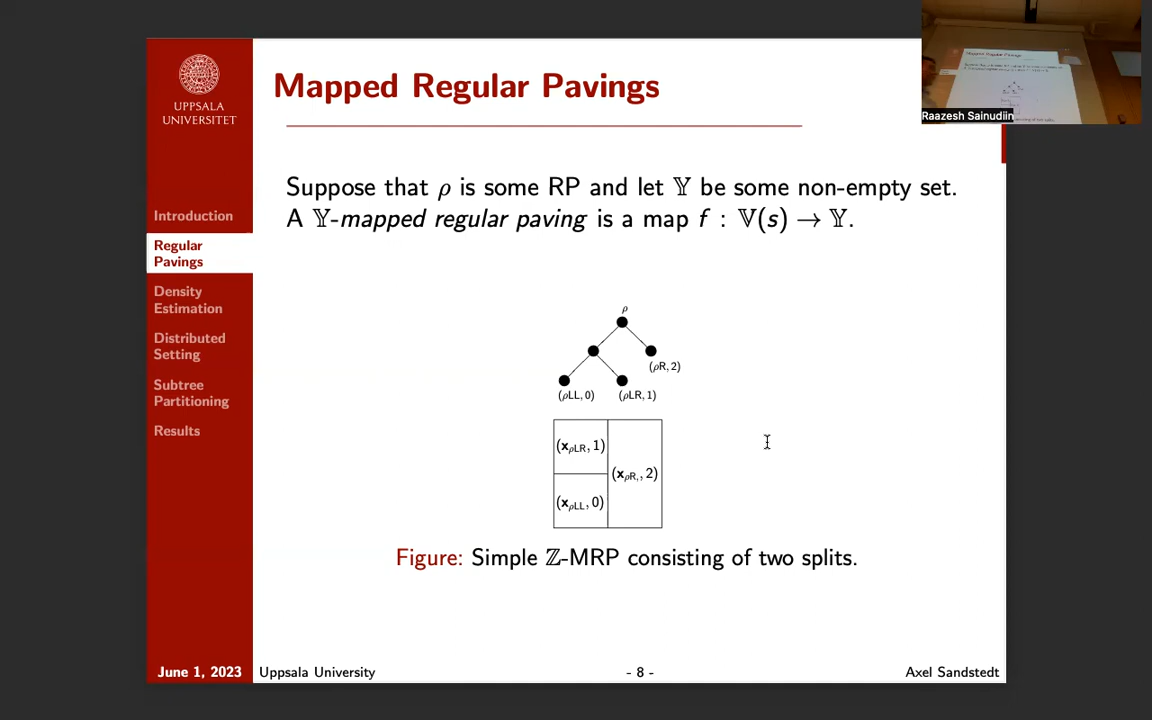 Mapped Regular Pavings
UPPSALA
UNIVERSITET
Raazesh Sainudiin
Introduction
Regular
Pavings
Density
Estimation
Distributed
Setting
Subtree
Partitioning
Results
Suppose that ρ is some RP and let 𝕐 be some non-empty set.
A 𝕐-mapped regular paving is a map f : 𝕍(s) → 𝕐.
ρ
(ρR, 2)
(ρLL, 0) (ρLR, 1)
(x_ρLR, 1)
(x_ρR,, 2)
(x_ρLL, 0)
Figure: Simple ℤ-MRP consisting of two splits.
June 1, 2023 Uppsala University - 8 - Axel Sandstedt